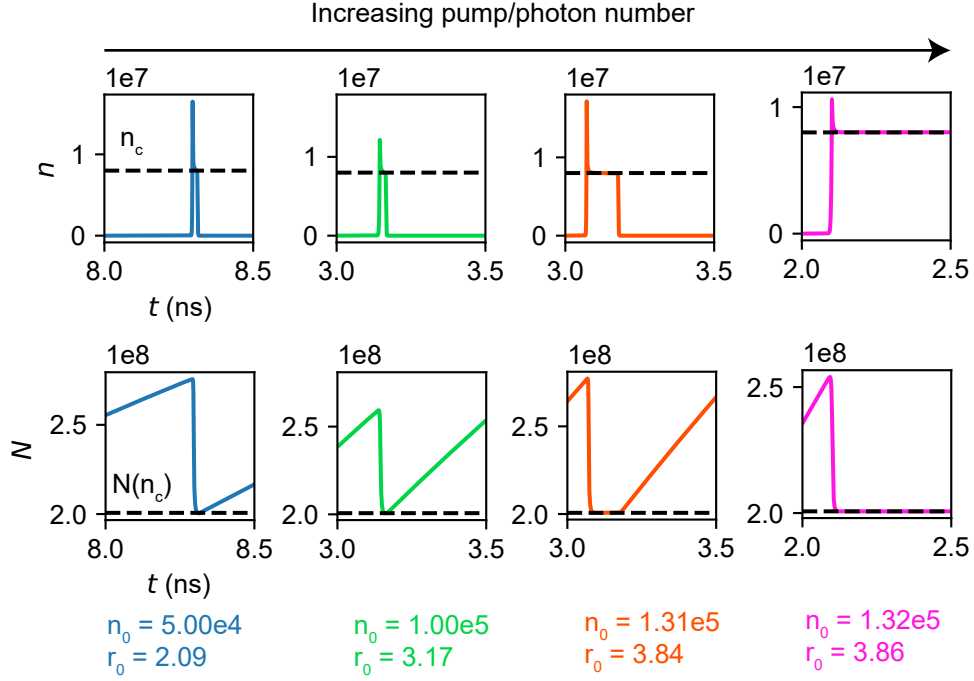 Increasing pump/photon number
1e7 1e7 1e7 1e7
n
1
0
n_c
8.0 8.5
1
0
3.0 3.5
1
0
3.0 3.5
1
0
2.0 2.5
t (ns)
1e8 1e8 1e8 1e8
N
2.5
2.0
N(n_c)
8.0 8.5
2.5
2.0
3.0 3.5
2.5
2.0
3.0 3.5
2.5
2.0
2.0 2.5
t (ns)
n_0 = 5.00e4
r_0 = 2.09
n_0 = 1.00e5
r_0 = 3.17
n_0 = 1.31e5
r_0 = 3.84
n_0 = 1.32e5
r_0 = 3.86